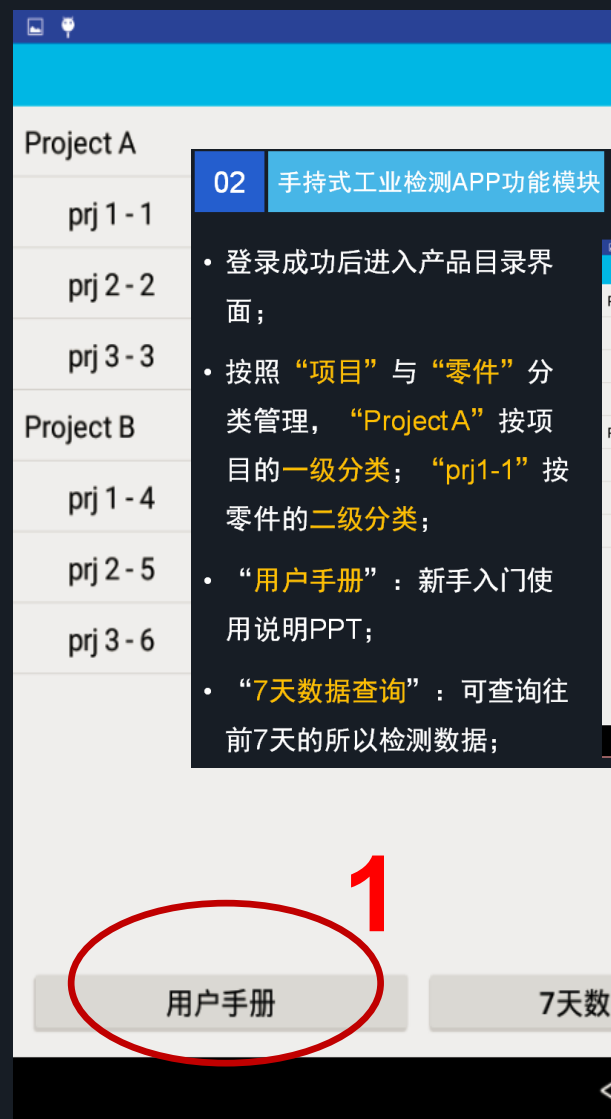 Project A
prj 1 - 1
prj 2 - 2
prj 3 - 3
Project B
prj 1 - 4
prj 2 - 5
prj 3 - 6
02 手持式工业检测APP功能模块
• 登录成功后进入产品目录界
面；
• 按照“项目”与“零件”分
类管理，“Project A”按项
目的一级分类；“prj1-1”按
零件的二级分类；
• “用户手册”：新手入门使
用说明PPT；
• “7天数据查询”：可查询往
前7天的所以检测数据；
1
用户手册
7天数